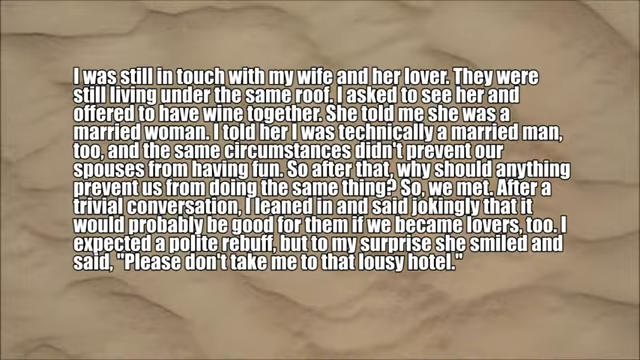 I was still in touch with my wife and her lover. They were
still living under the same roof. I asked to see her and
offered to have wine together. She told me she was a
married woman. I told her I was technically a married man,
too, and the same circumstances didn't prevent our
spouses from having fun. So after that, why should anything
prevent us from doing the same thing? So, we met. After a
trivial conversation, I leaned in and said jokingly that it
would probably be good for them if we became lovers, too. I
expected a polite rebuff, but to my surprise she smiled and
said, "Please don't take me to that lousy hotel."